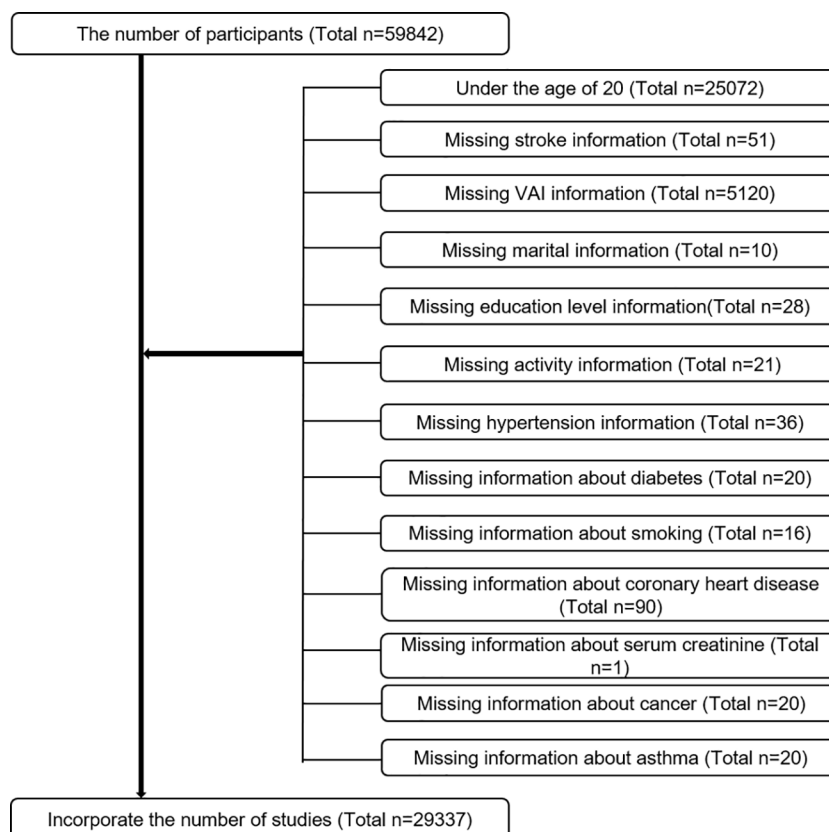 The number of participants (Total n=59842)
Under the age of 20 (Total n=25072)
Missing stroke information (Total n=51)
Missing VAI information (Total n=5120)
Missing marital information (Total n=10)
Missing education level information(Total n=28)
Missing activity information (Total n=21)
Missing hypertension information (Total n=36)
Missing information about diabetes (Total n=20)
Missing information about smoking (Total n=16)
Missing information about coronary heart disease
(Total n=90)
Missing information about serum creatinine (Total
n=1)
Missing information about cancer (Total n=20)
Missing information about asthma (Total n=20)
Incorporate the number of studies (Total n=29337)